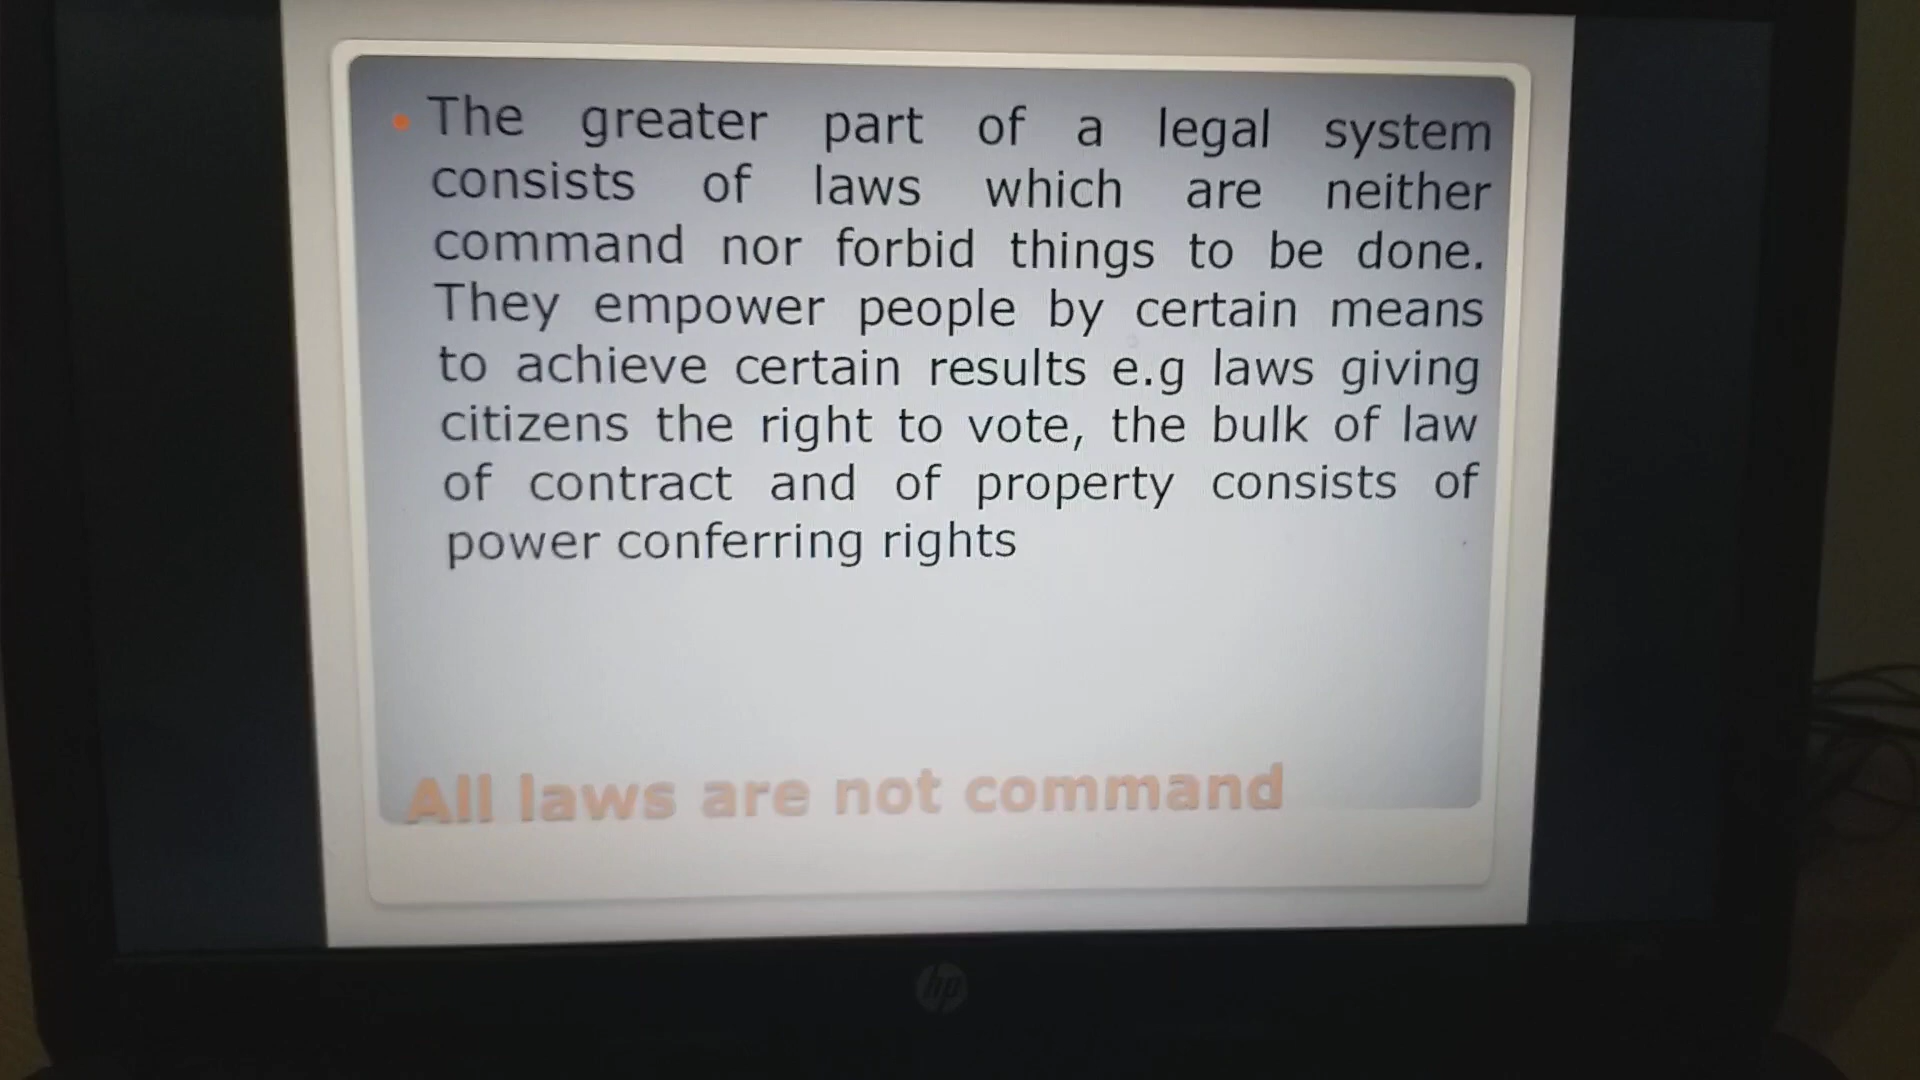 The greater part of a legal system
consists of laws which are neither
command nor forbid things to be done.
They empower people by certain means
to achieve certain results e.g laws giving
citizens the right to vote, the bulk of law
of contract and of property consists of
power conferring rights
All laws are not command
hp